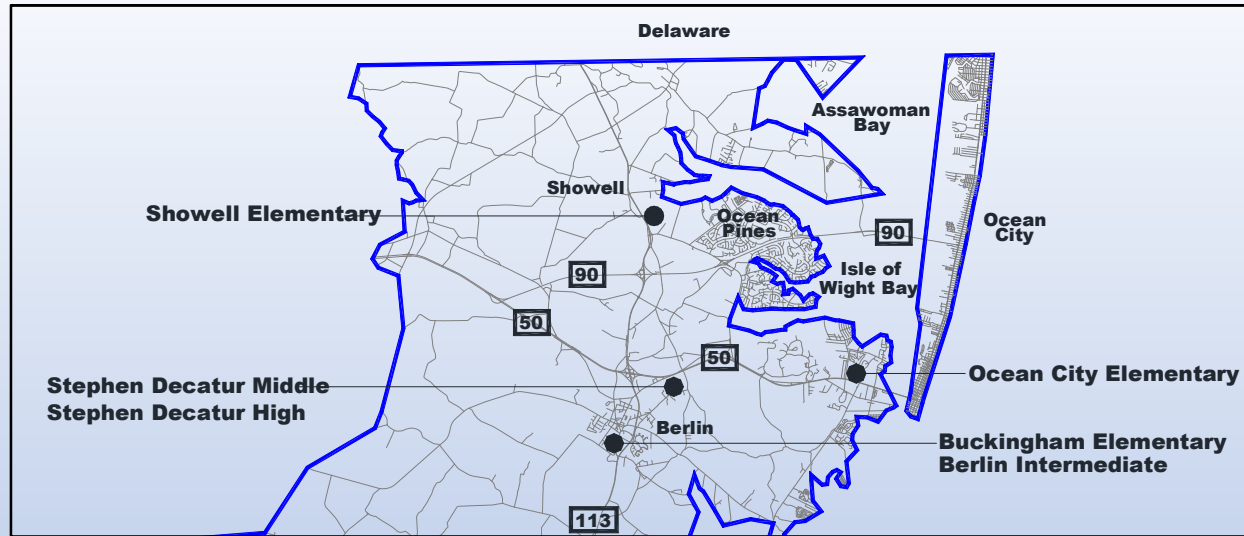 Delaware
Assawoman
Bay
Showell
Showell Elementary
Ocean
Pines
90
Ocean
City
Isle of
Wight Bay
90
50
50
Stephen Decatur Middle
Stephen Decatur High
Ocean City Elementary
Berlin
Buckingham Elementary
Berlin Intermediate
113